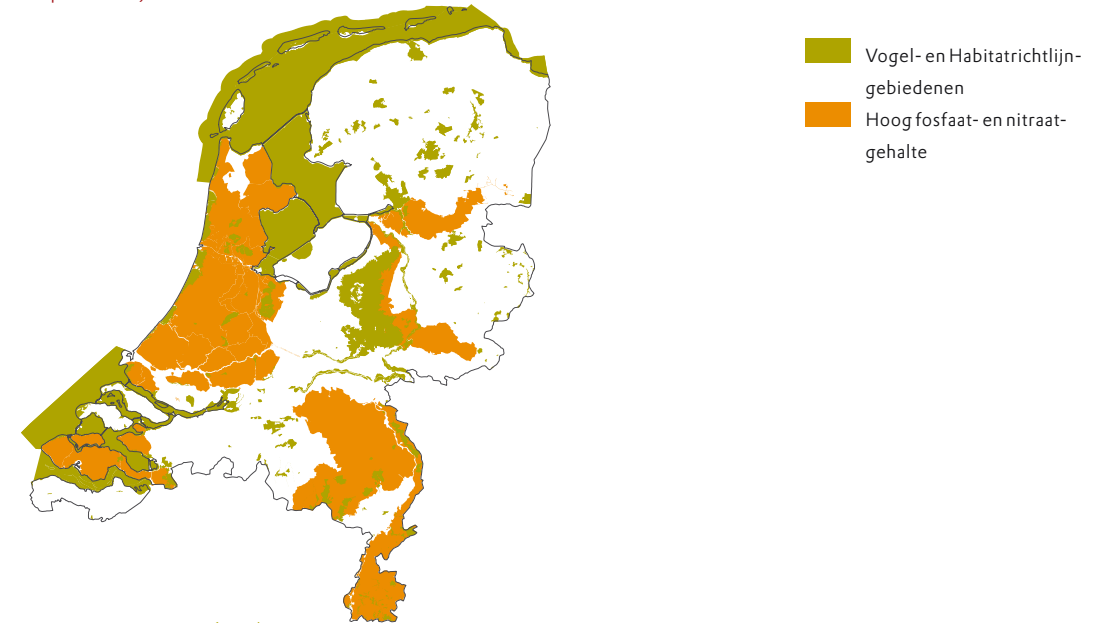 Vogel- en Habitatrichtlijn-
gebiedenen
Hoog fosfaat- en nitraat-
gehalte